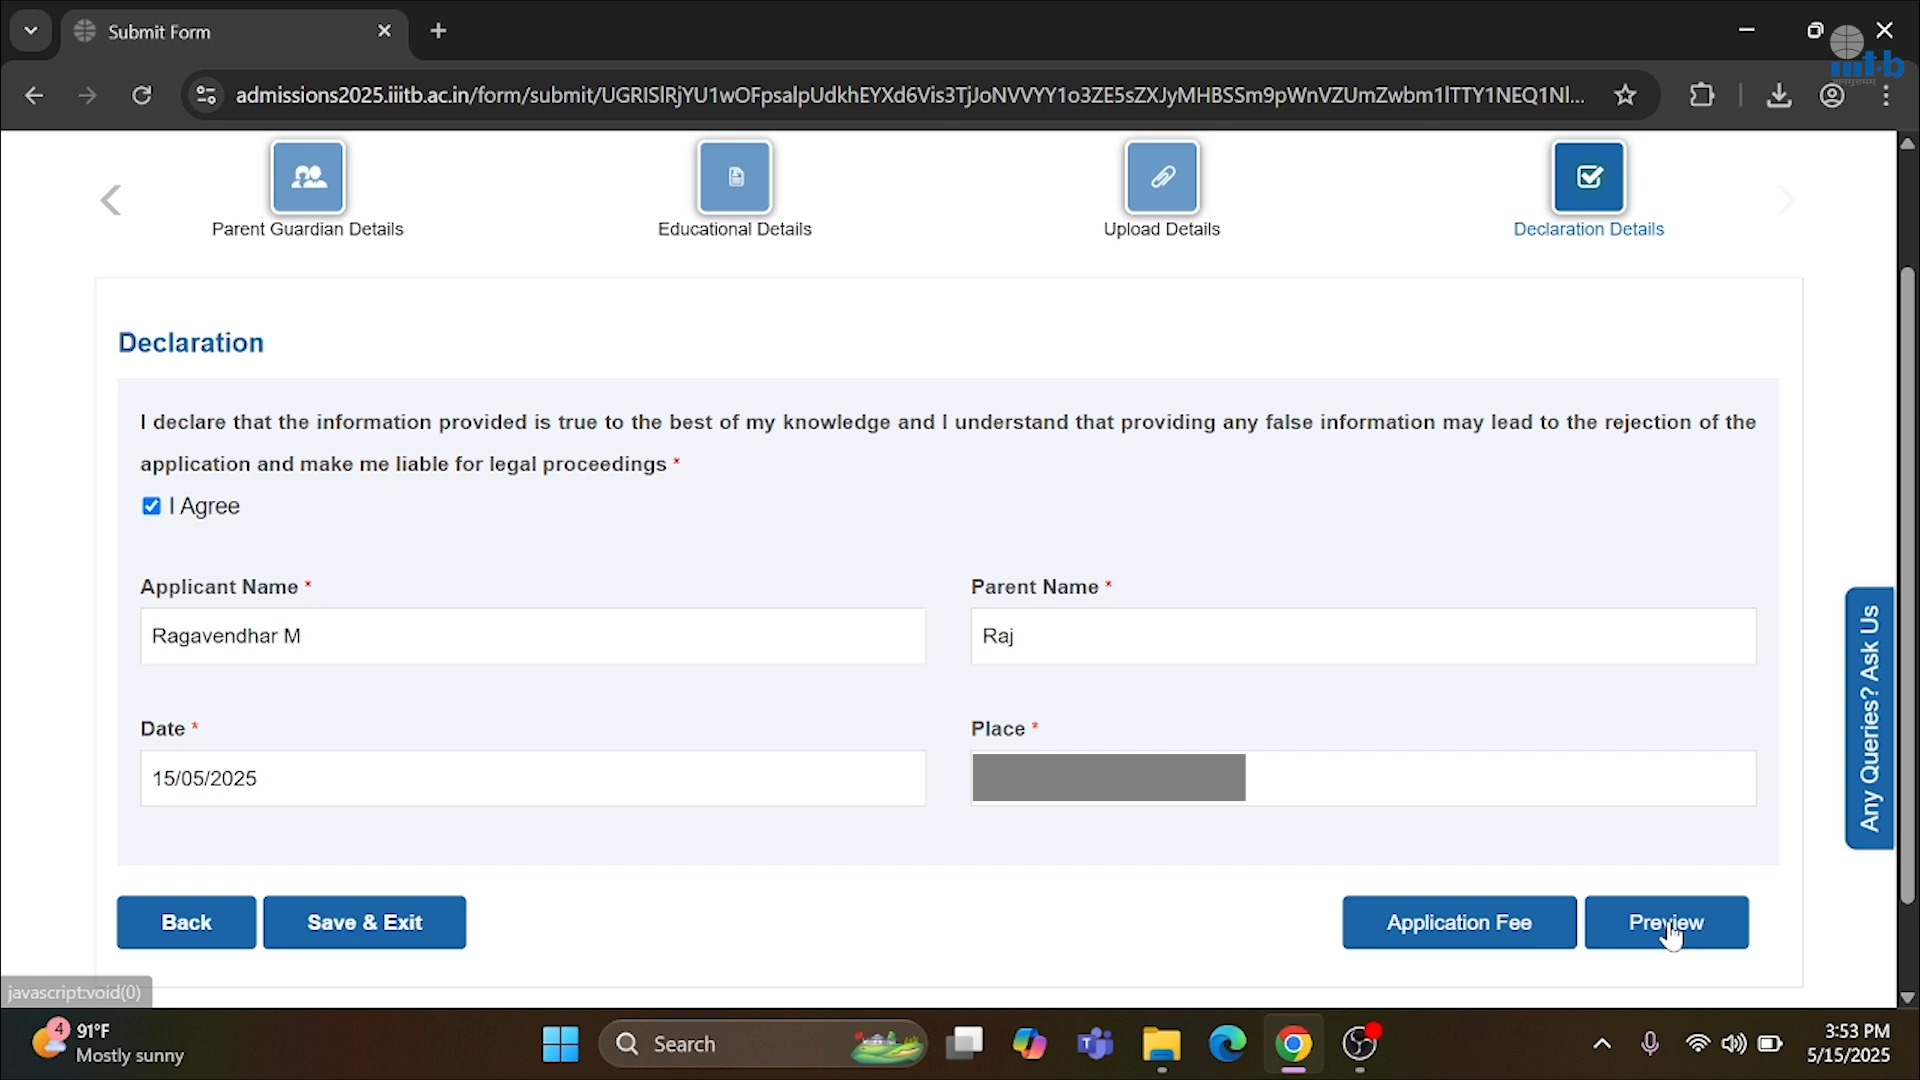 Submit Form
iiit-b
admissions2025.iiitb.ac.in/form/submit/UGRISlRjYU1wOFpsalpUdkhEYXd6Vis3TjJoNVVYY1o3ZE5sZXJyMHBSSm9pWnVZUmZwbm1lTTY1NEQ1Nl...
Parent Guardian Details
Educational Details
Upload Details
Declaration Details
Declaration
I declare that the information provided is true to the best of my knowledge and I understand that providing any false information may lead to the rejection of the
application and make me liable for legal proceedings *
I Agree
Applicant Name *
Parent Name *
Ragavendhar M
Raj
Date *
Place *
15/05/2025
Any Queries? Ask Us
Back
Save & Exit
Application Fee
Preview
javascript:void(0)
4
91°F
Mostly sunny
Search
3:53 PM
5/15/2025